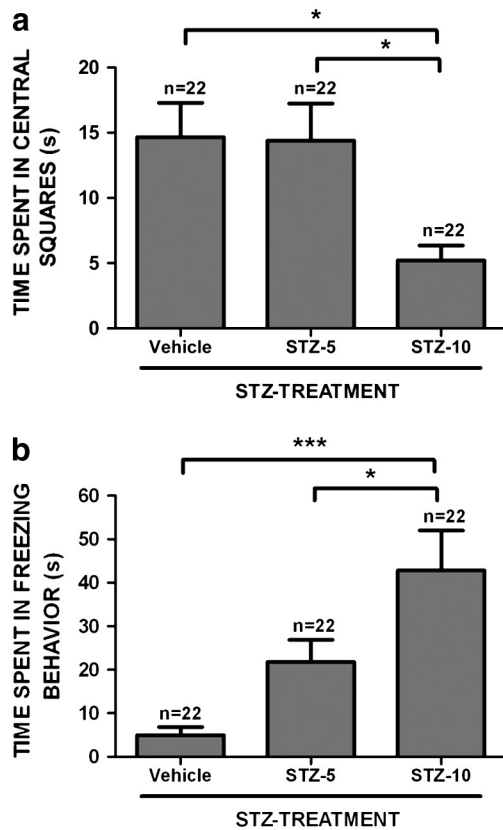 a
*
*
TIME SPENT IN CENTRAL
SQUARES (s)
20
15
10
5
0
n=22
n=22
n=22
Vehicle STZ-5 STZ-10
STZ-TREATMENT
b
***
*
TIME SPENT IN FREEZING
BEHAVIOR (s)
60
50
40
30
20
10
0
n=22
n=22
n=22
Vehicle STZ-5 STZ-10
STZ-TREATMENT